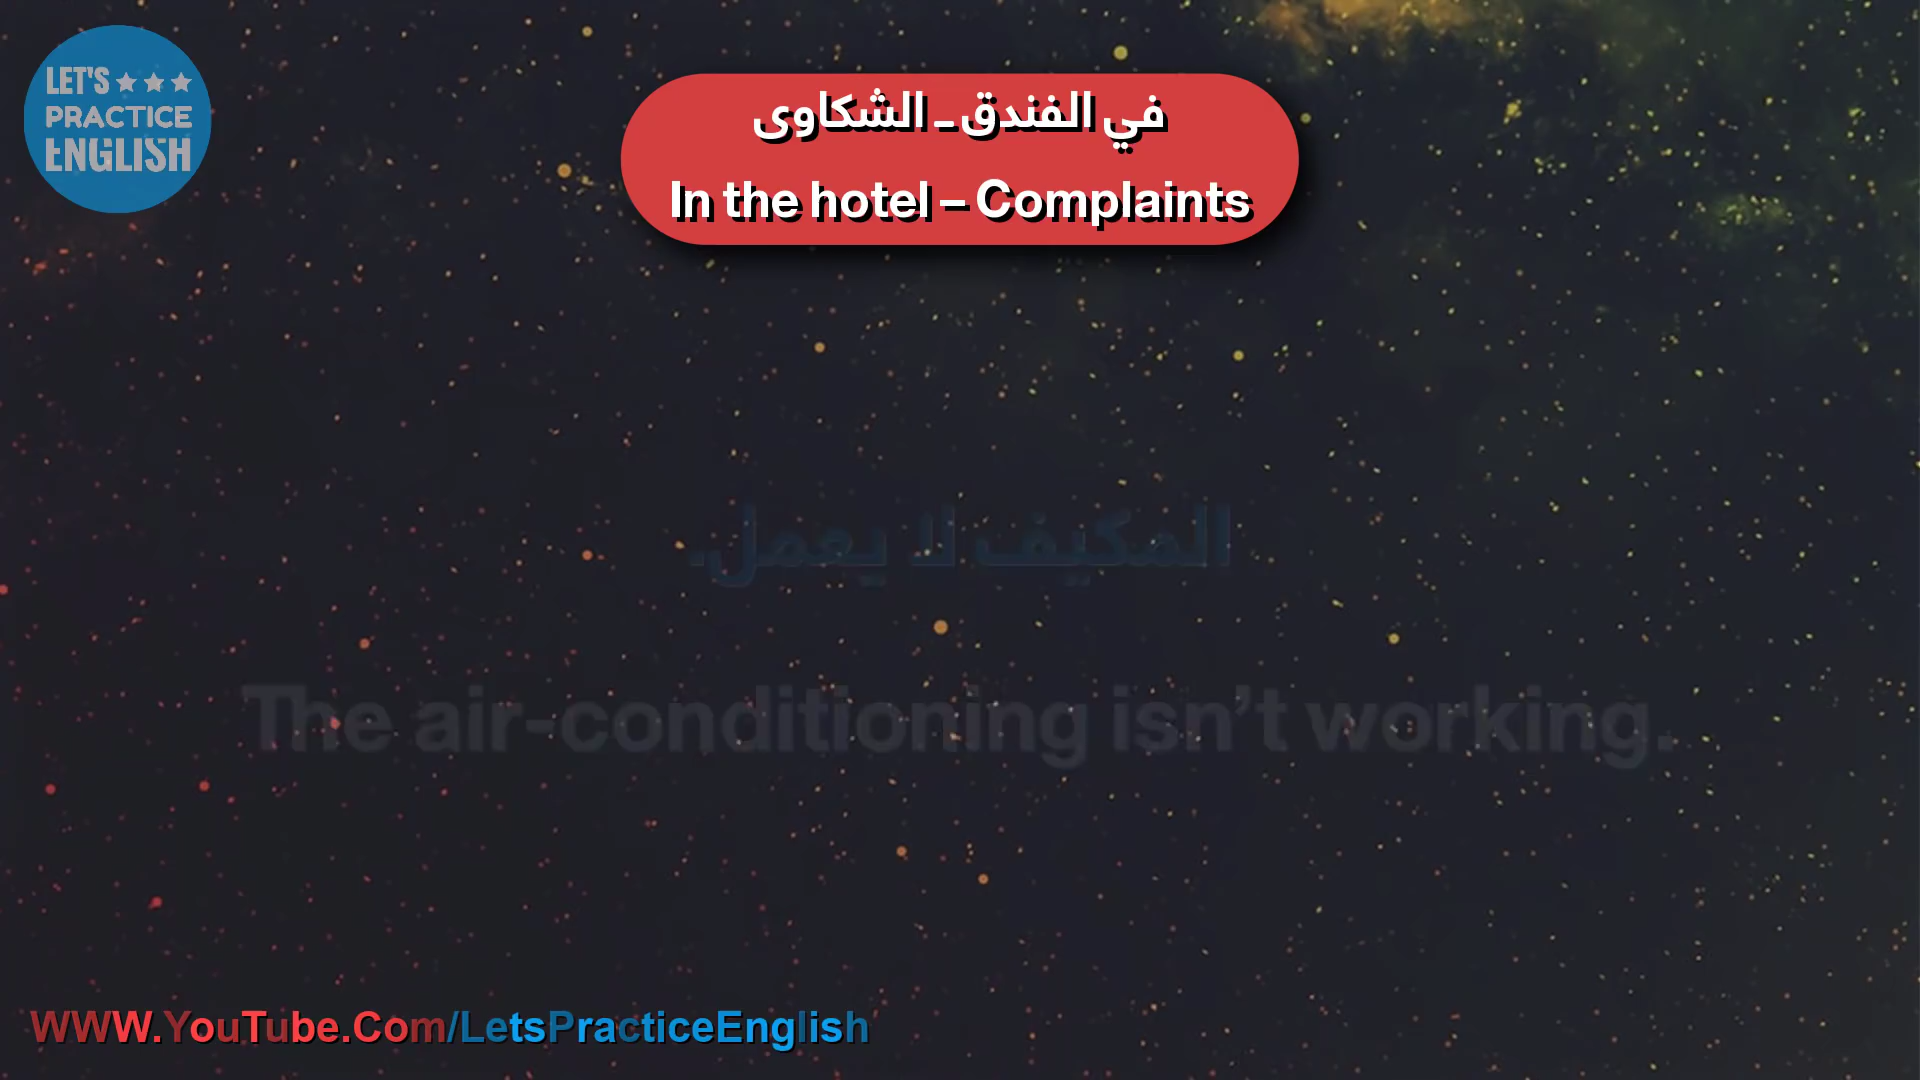 LET'S
PRACTICE
ENGLISH
في الفندق ـ الشكاوى
In the hotel – Complaints
المكيف لا يعمل.
The air-conditioning isn’t working.
WWW.YouTube.Com/LetsPracticeEnglish